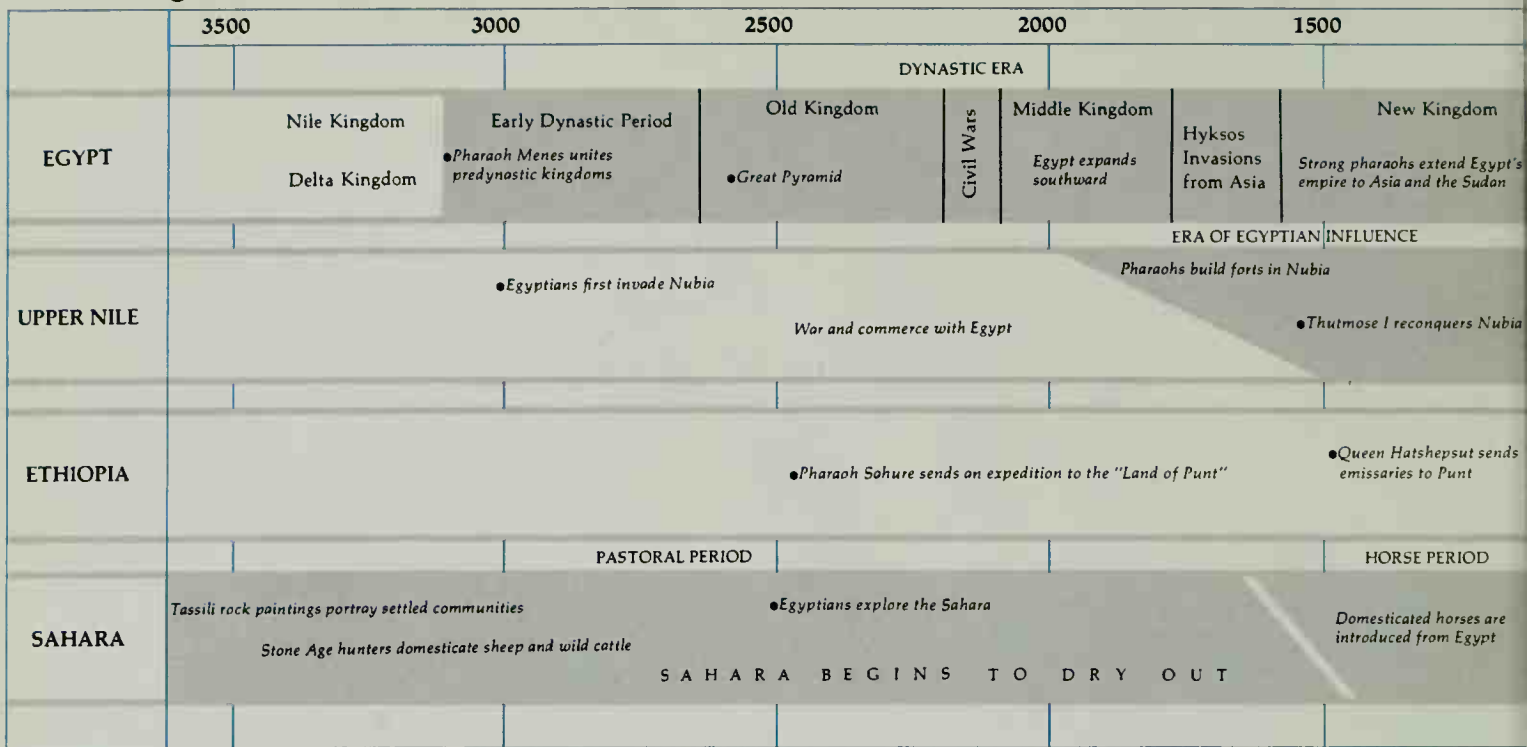 3500 3000 2500 2000 1500
DYNASTIC ERA
EGYPT
Nile Kingdom
Delta Kingdom
Early Dynastic Period
Pharaoh Menes unites
predynastic kingdoms
Old Kingdom
Great Pyramid
Civil Wars
Middle Kingdom
Egypt expands
southward
Hyksos
Invasions
from Asia
New Kingdom
Strong pharaohs extend Egypt's
empire to Asia and the Sudan
ERA OF EGYPTIAN INFLUENCE
UPPER NILE
Egyptians first invade Nubia
War and commerce with Egypt
Pharaohs build forts in Nubia
Thutmose I reconquers Nubia
ETHIOPIA
Pharaoh Sahure sends an expedition to the "Land of Punt"
Queen Hatshepsut sends
emissaries to Punt
PASTORAL PERIOD
HORSE PERIOD
SAHARA
Tassili rock paintings portray settled communities
Stone Age hunters domesticate sheep and wild cattle
Egyptians explore the Sahara
SAHARA BEGINS TO DRY OUT
Domesticated horses are
introduced from Egypt